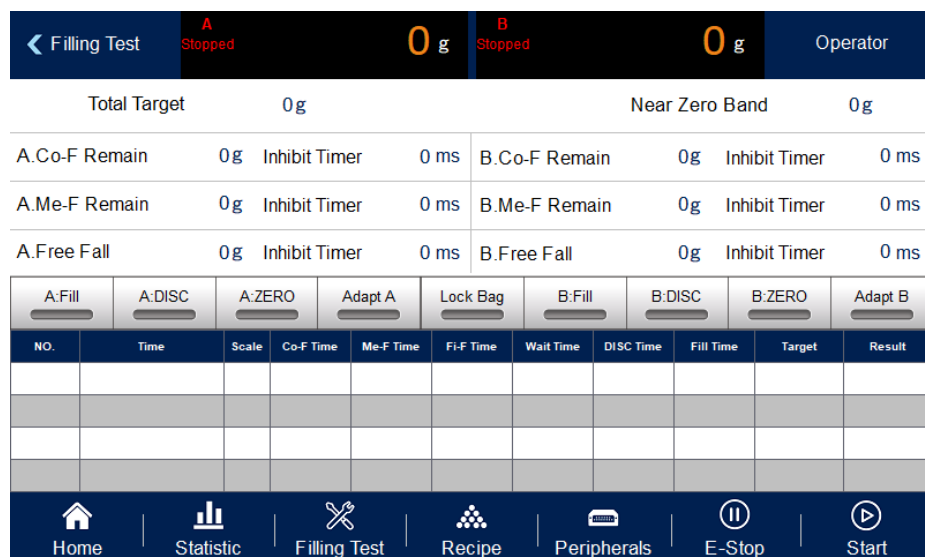 Filling Test A Stopped 0 g B Stopped 0 g Operator
Total Target 0g Near Zero Band 0g
A.Co-F Remain 0g Inhibit Timer 0 ms B.Co-F Remain 0g Inhibit Timer 0 ms
A.Me-F Remain 0g Inhibit Timer 0 ms B.Me-F Remain 0g Inhibit Timer 0 ms
A.Free Fall 0g Inhibit Timer 0 ms B.Free Fall 0g Inhibit Timer 0 ms
A:Fill A:DISC A:ZERO Adapt A Lock Bag B:Fill B:DISC B:ZERO Adapt B
NO. Time Scale Co-F Time Me-F Time Fi-F Time Wait Time DISC Time Fill Time Target Result
Home Statistic Filling Test Recipe Peripherals E-Stop Start